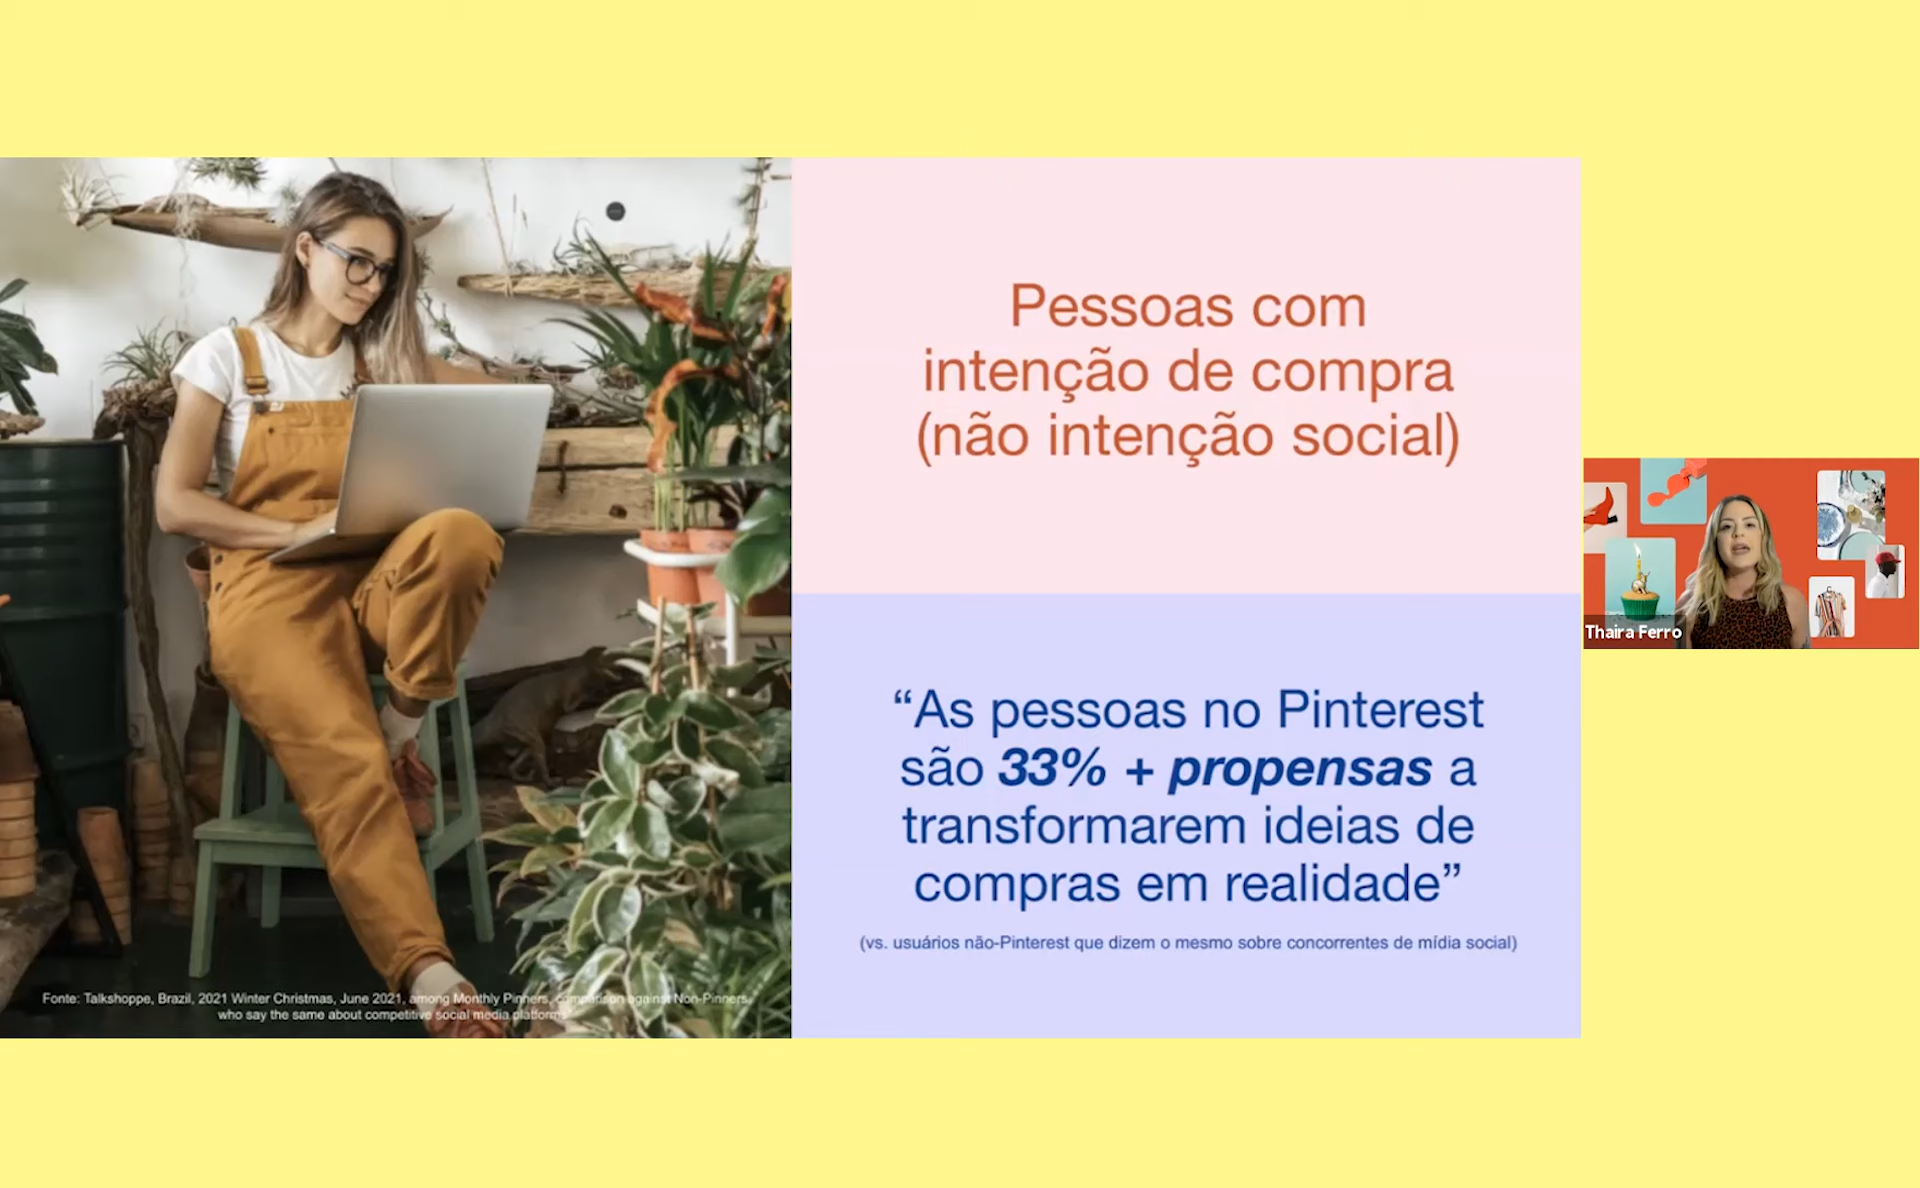 Pessoas com
intenção de compra
(não intenção social)
“As pessoas no Pinterest
são 33% + propensas a
transformarem ideias de
compras em realidade”
(vs. usuários não-Pinterest que dizem o mesmo sobre concorrentes de mídia social)
Fonte: Talkshoppe, Brazil, 2021 Winter Christmas, June 2021, among Monthly Pinners, comparison against Non-Pinners,
who say the same about competitive social media platforms
Thaira Ferro